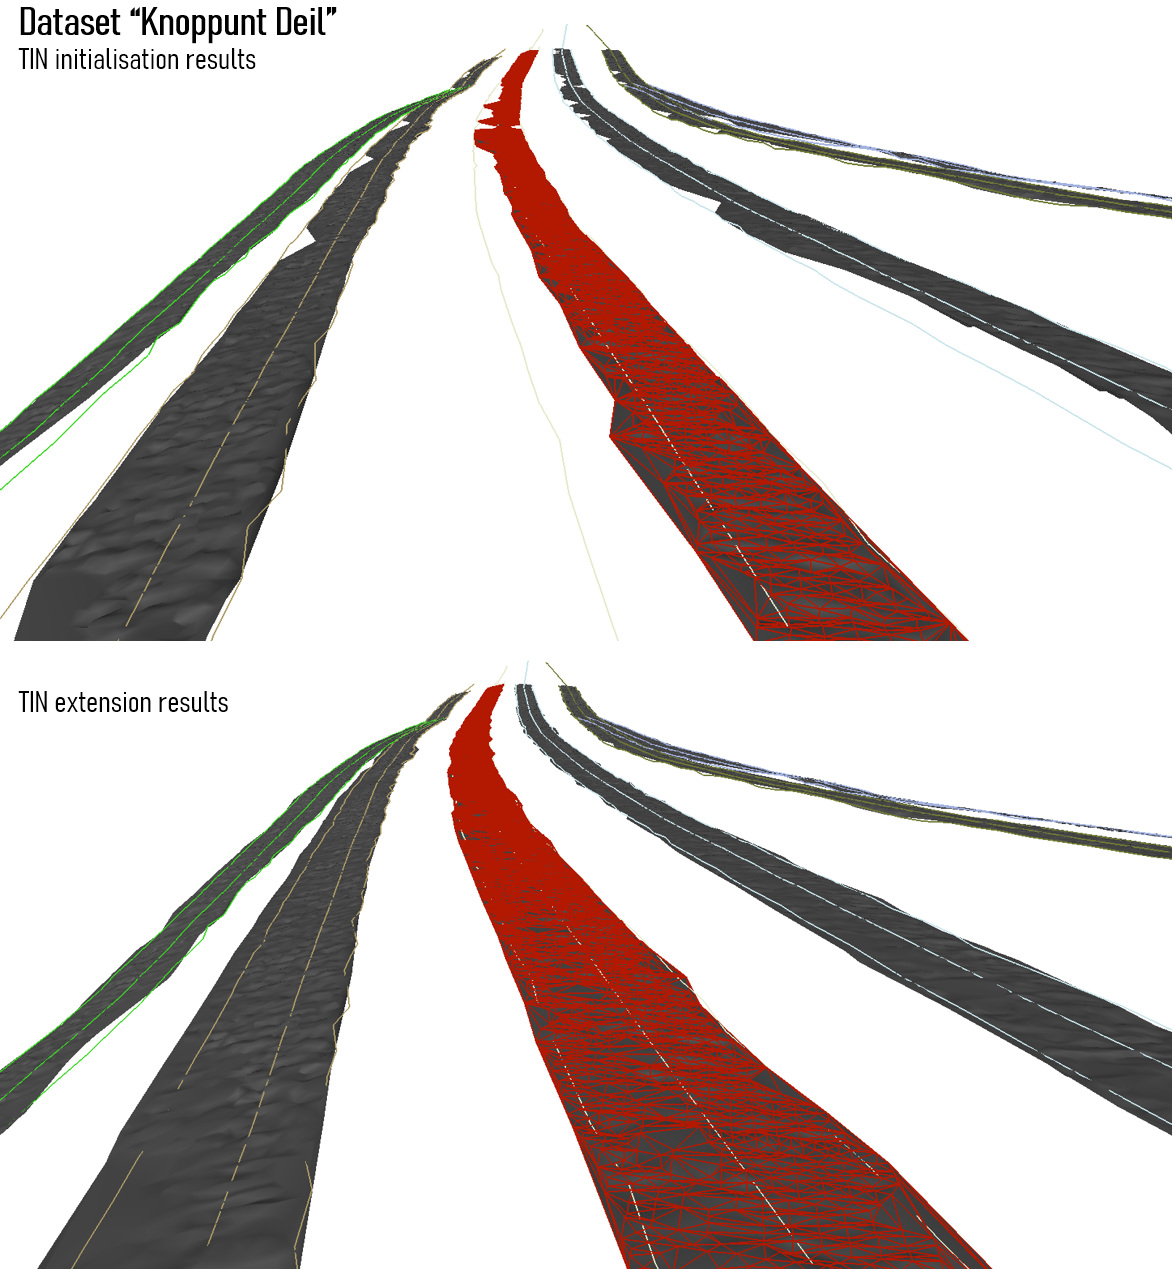 Dataset “Knoppunt Deil”
TIN initialisation results
TIN extension results